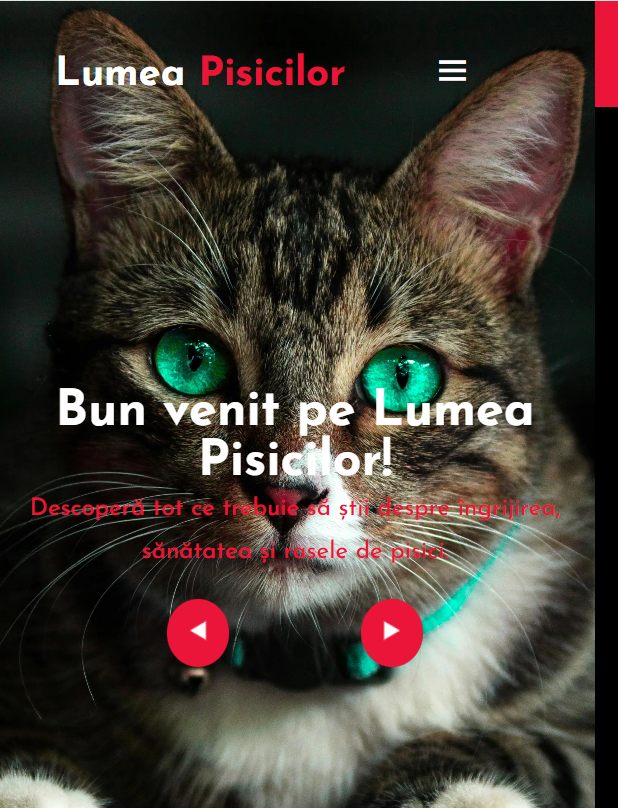 Lumea Pisicilor
Bun venit pe Lumea
Pisicilor!
Descoperă tot ce trebuie să știi despre îngrijirea,
sănătatea și rasele de pisici.